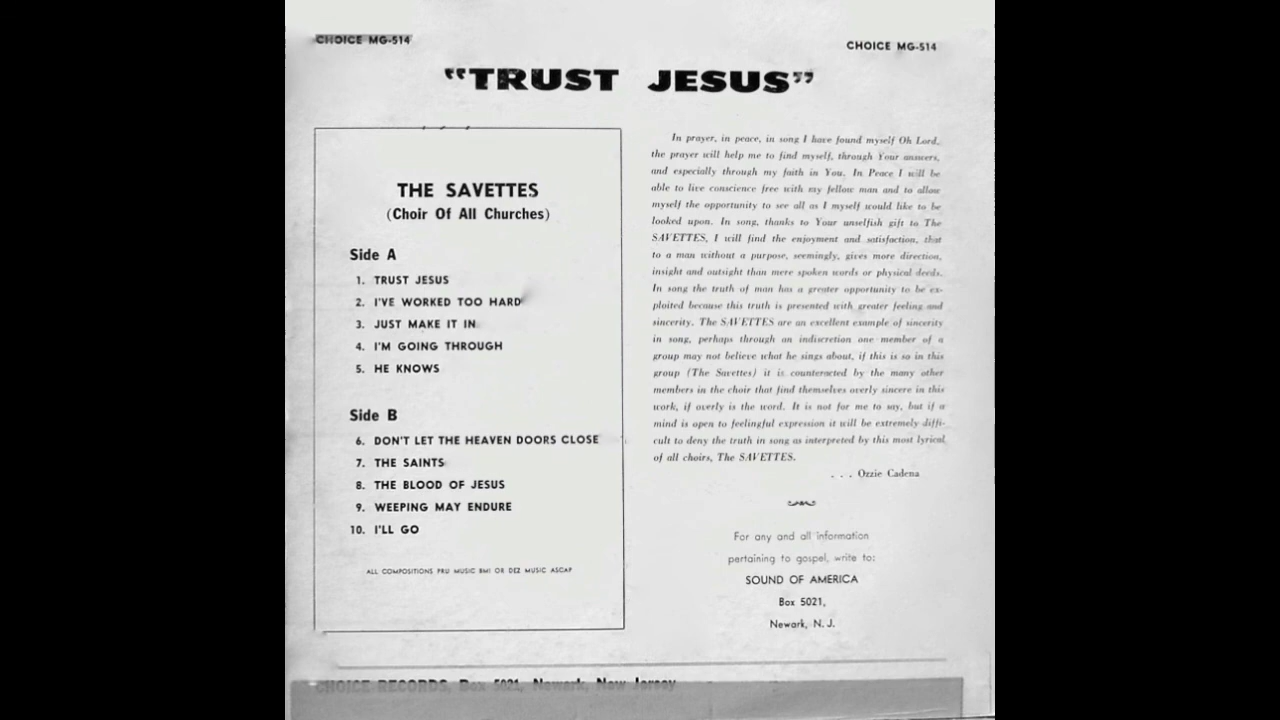 CHOICE MG-514
CHOICE MG-514
"TRUST JESUS"
THE SAVETTES
(Choir Of All Churches)
Side A
1. TRUST JESUS
2. I'VE WORKED TOO HARD
3. JUST MAKE IT IN
4. I'M GOING THROUGH
5. HE KNOWS
Side B
6. DON'T LET THE HEAVEN DOORS CLOSE
7. THE SAINTS
8. THE BLOOD OF JESUS
9. WEEPING MAY ENDURE
10. I'LL GO
ALL COMPOSITIONS PRU MUSIC BMI OR DEZ MUSIC ASCAP
In prayer, in peace, in song I have found myself Oh Lord,
the prayer will help me to find myself, through Your answers,
and especially through my faith in You. In Peace I will be
able to live conscience free with my fellow man and to allow
myself the opportunity to see all as I myself would like to be
looked upon. In song, thanks to Your unselfish gift to The
SAVETTES, I will find the enjoyment and satisfaction, that
to a man without a purpose, seemingly, gives more direction,
insight and outsight than mere spoken words or physical deeds.
In song the truth of man has a greater opportunity to be ex-
ploited because this truth is presented with greater feeling and
sincerity. The SAVETTES are an excellent example of sincerity
in song, perhaps through an indiscretion one member of a
group may not believe what he sings about, if this is so in this
group (The Savettes) it is counteracted by the many other
members in the choir that find themselves overly sincere in this
work, if overly is the word. It is not for me to say, but if a
mind is open to feelingful expression it will be extremely diffi-
cult to deny the truth in song as interpreted by this most lyrical
of all choirs, The SAVETTES.
. . . Ozzie Cadena
For any and all information
pertaining to gospel, write to:
SOUND OF AMERICA
Box 5021,
Newark, N. J.
CHOICE RECORDS, Box 5021, Newark, New Jersey